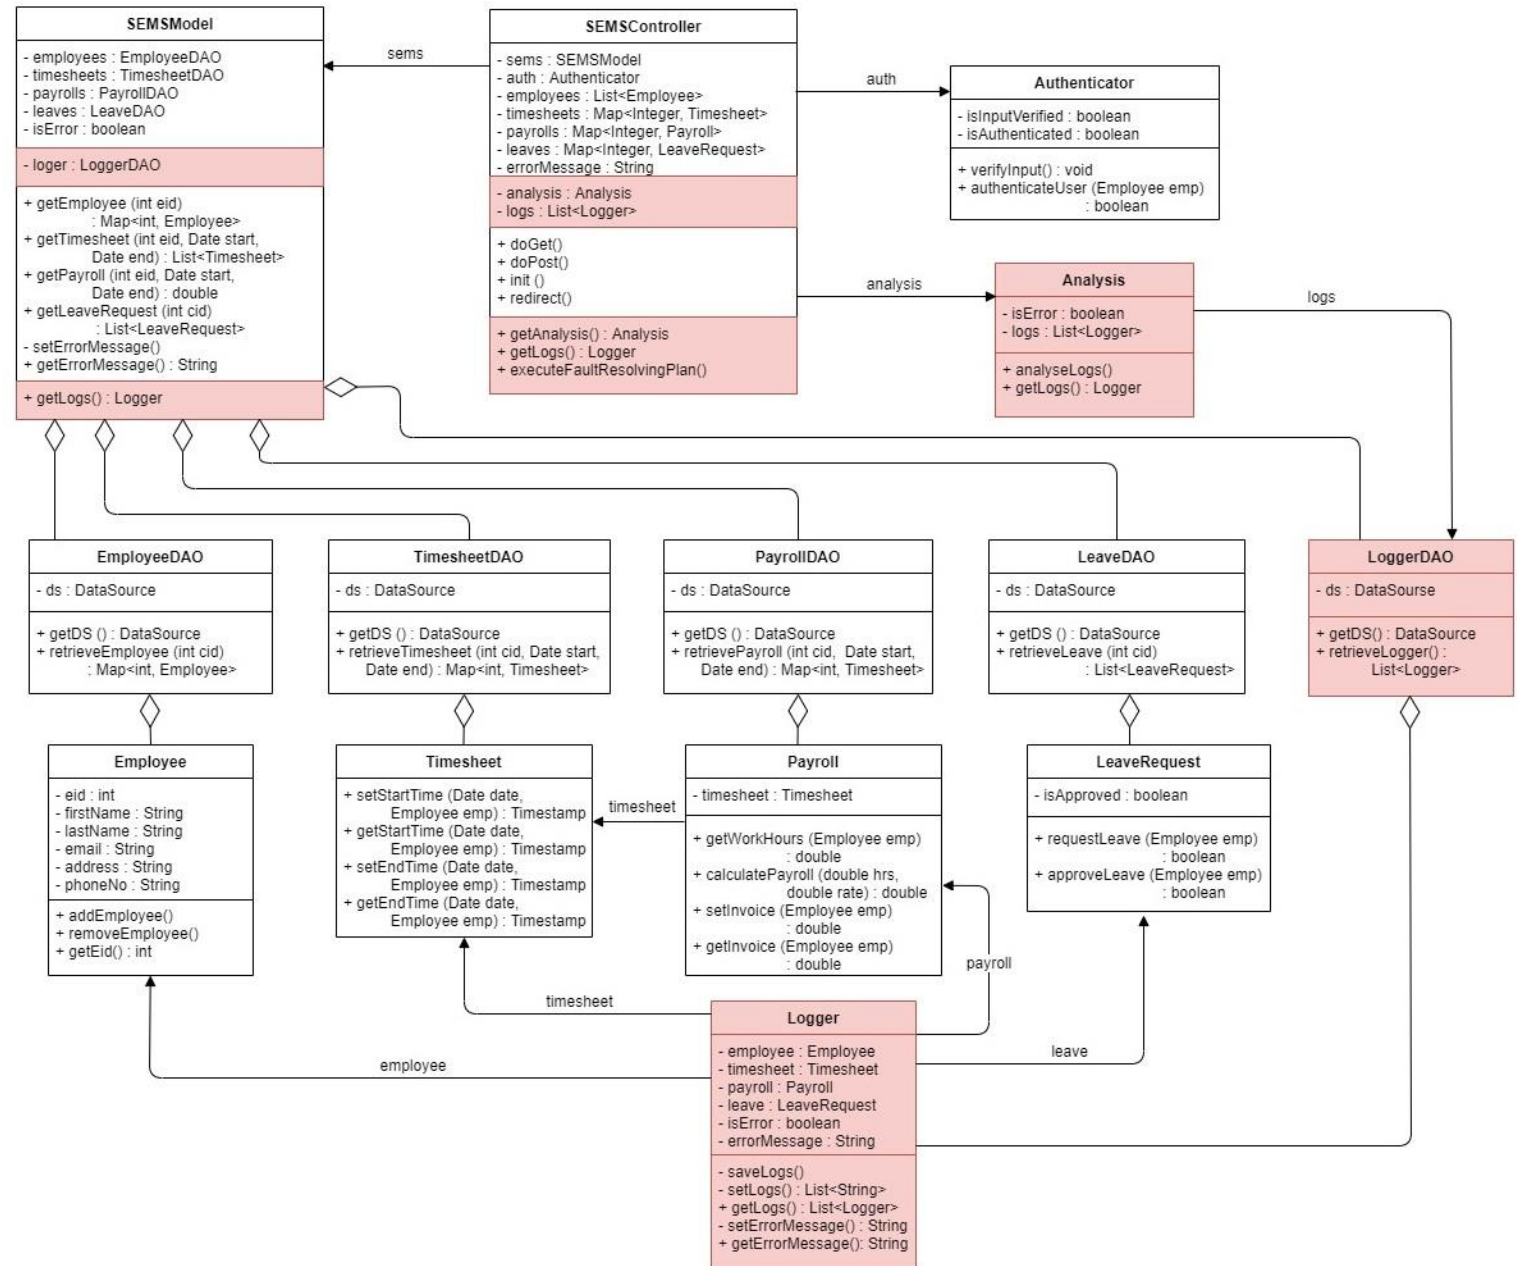 SEMSModel
- employees : EmployeeDAO
- timesheets : TimesheetDAO
- payrolls : PayrollDAO
- leaves : LeaveDAO
- isError : boolean
- loger : LoggerDAO
+ getEmployee (int eid)
: Map<int, Employee>
+ getTimesheet (int eid, Date start,
Date end) : List<Timesheet>
+ getPayroll (int eid, Date start,
Date end) : double
+ getLeaveRequest (int cid)
: List<LeaveRequest>
- setErrorMessage()
+ getErrorMessage() : String
+ getLogs() : Logger
sems
SEMSController
- sems : SEMSModel
- auth : Authenticator
- employees : List<Employee>
- timesheets : Map<Integer, Timesheet>
- payrolls : Map<Integer, Payroll>
- leaves : Map<Integer, LeaveRequest>
- errorMessage : String
- analysis : Analysis
- logs : List<Logger>
+ doGet()
+ doPost()
+ init ()
+ redirect()
+ getAnalysis() : Analysis
+ getLogs() : Logger
+ executeFaultResolvingPlan()
auth
Authenticator
- isInputVerified : boolean
- isAuthenticated : boolean
+ verifyInput() : void
+ authenticateUser (Employee emp)
: boolean
analysis
Analysis
- isError : boolean
- logs : List<Logger>
+ analyseLogs()
+ getLogs() : Logger
logs
EmployeeDAO
- ds : DataSource
+ getDS () : DataSource
+ retrieveEmployee (int cid)
: Map<int, Employee>
TimesheetDAO
- ds : DataSource
+ getDS () : DataSource
+ retrieveTimesheet (int cid, Date start,
Date end) : Map<int, Timesheet>
PayrollDAO
- ds : DataSource
+ getDS () : DataSource
+ retrievePayroll (int cid, Date start,
Date end) : Map<int, Timesheet>
LeaveDAO
- ds : DataSource
+ getDS () : DataSource
+ retrieveLeave (int cid)
: List<LeaveRequest>
LoggerDAO
- ds : DataSourse
+ getDS() : DataSource
+ retrieveLogger() :
List<Logger>
Employee
- eid : int
- firstName : String
- lastName : String
- email : String
- address : String
- phoneNo : String
+ addEmployee()
+ removeEmployee()
+ getEid() : int
Timesheet
+ setStartTime (Date date,
Employee emp) : Timestamp
+ getStartTime (Date date,
Employee emp) : Timestamp
+ setEndTime (Date date,
Employee emp) : Timestamp
+ getEndTime (Date date,
Employee emp) : Timestamp
timesheet
Payroll
- timesheet : Timesheet
+ getWorkHours (Employee emp)
: double
+ calculatePayroll (double hrs,
double rate) : double
+ setInvoice (Employee emp)
: double
+ getInvoice (Employee emp)
: double
LeaveRequest
- isApproved : boolean
+ requestLeave (Employee emp)
: boolean
+ approveLeave (Employee emp)
: boolean
payroll
timesheet
employee
leave
Logger
- employee : Employee
- timesheet : Timesheet
- payroll : Payroll
- leave : LeaveRequest
- isError : boolean
- errorMessage : String
- saveLogs()
- setLogs() : List<String>
+ getLogs() : List<Logger>
- setErrorMessage() : String
+ getErrorMessage(): String